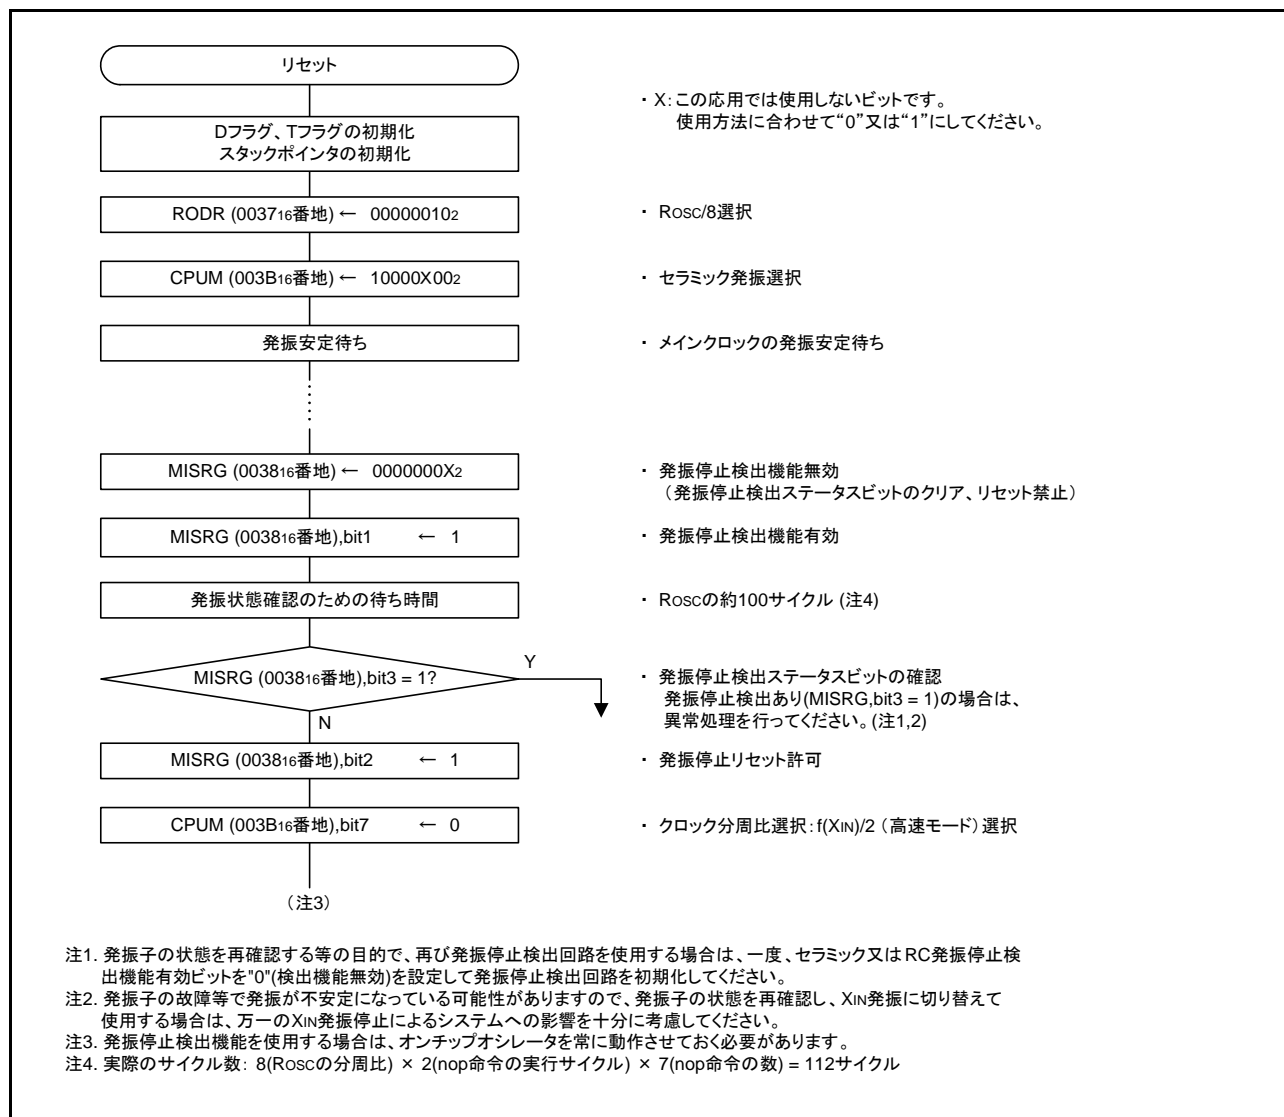 リセット
・ X：この応用では使用しないビットです。
使用方法に合わせて“0”又は“1”にしてください。
Dフラグ、Tフラグの初期化
スタックポインタの初期化
RODR (0037₁₆番地) ← 00000010₂
・ Rosc/8選択
CPUM (003B₁₆番地) ← 10000X00₂
・ セラミック発振選択
発振安定待ち
・ メインクロックの発振安定待ち
MISRG (0038₁₆番地) ← 0000000X₂
・ 発振停止検出機能無効
（発振停止検出ステータスビットのクリア、リセット禁止）
MISRG (0038₁₆番地),bit1 ← 1
・ 発振停止検出機能有効
発振状態確認のための待ち時間
・ Roscの約100サイクル (注4)
MISRG (0038₁₆番地),bit3 = 1?
Y
・ 発振停止検出ステータスビットの確認
発振停止検出あり(MISRG,bit3 = 1)の場合は、
異常処理を行ってください。(注1,2)
N
MISRG (0038₁₆番地),bit2 ← 1
・ 発振停止リセット許可
CPUM (003B₁₆番地),bit7 ← 0
・ クロック分周比選択：f(XIN)/2 （高速モード）選択
（注3）
注1. 発振子の状態を再確認する等の目的で、再び発振停止検出回路を使用する場合は、一度、セラミック又はRC発振停止検
出機能有効ビットを"0"(検出機能無効)を設定して発振停止検出回路を初期化してください。
注2. 発振子の故障等で発振が不安定になっている可能性がありますので、発振子の状態を再確認し、XIN発振に切り替えて
使用する場合は、万一のXIN発振停止によるシステムへの影響を十分に考慮してください。
注3. 発振停止検出機能を使用する場合は、オンチップオシレータを常に動作させておく必要があります。
注4. 実際のサイクル数： 8(Roscの分周比) × 2(nop命令の実行サイクル) × 7(nop命令の数) = 112サイクル